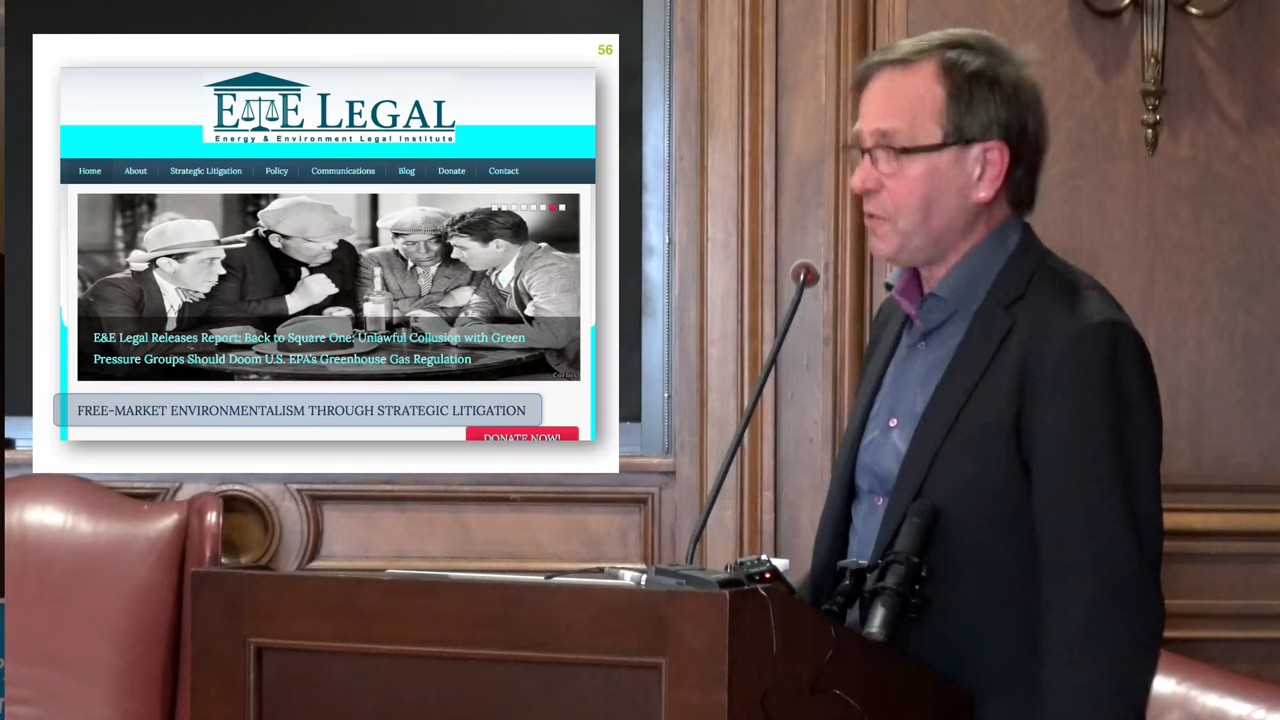 56
E&E LEGAL
Energy & Environment Legal Institute
Home About Strategic Litigation Policy Communications Blog Donate Contact
E&E Legal Releases Report: Back to Square One: Unlawful Collusion with Green
Pressure Groups Should Doom U.S. EPA's Greenhouse Gas Regulation
Corbis
FREE-MARKET ENVIRONMENTALISM THROUGH STRATEGIC LITIGATION
DONATE NOW!